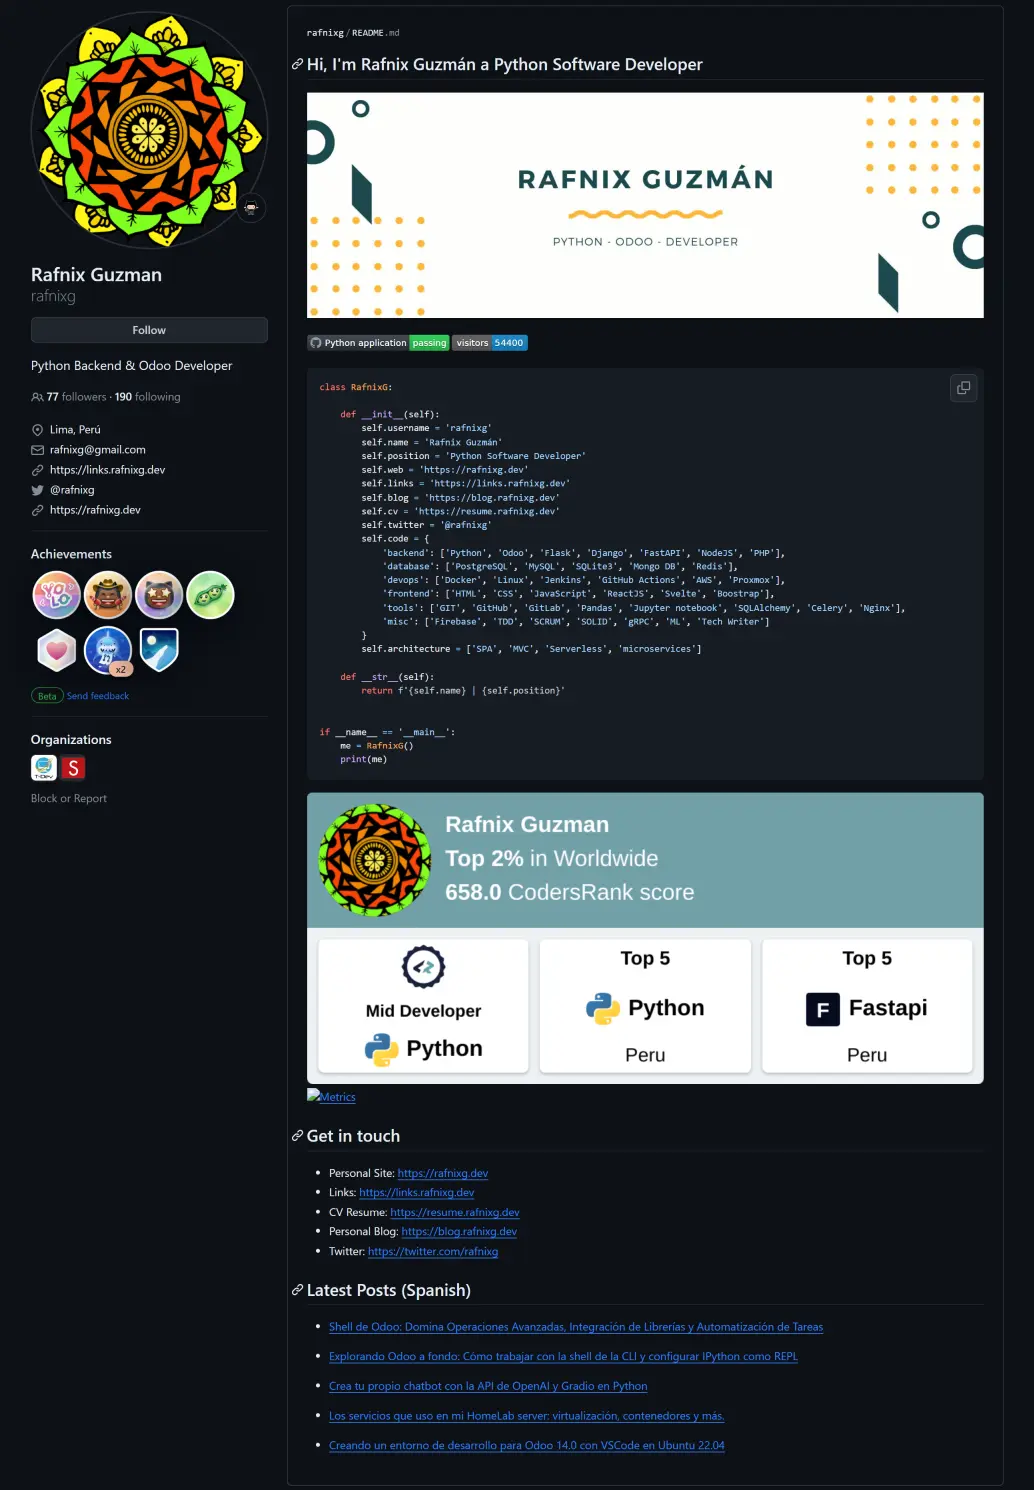 Rafnix Guzman
rafnixg
Follow
Python Backend & Odoo Developer
77 followers · 190 following
Lima, Perú
rafnixg@gmail.com
https://links.rafnixg.dev
@rafnixg
https://rafnixg.dev
Achievements
YOLO
x2
Beta Send feedback
Organizations
T-DEV
S
Block or Report
rafnixg/README.md
Hi, I'm Rafnix Guzmán a Python Software Developer
RAFNIX GUZMÁN
PYTHON - ODOO - DEVELOPER
Python application passing visitors 54400
class RafnixG:
def __init__(self):
self.username = 'rafnixg'
self.name = 'Rafnix Guzmán'
self.position = 'Python Software Developer'
self.web = 'https://rafnixg.dev'
self.links = 'https://links.rafnixg.dev'
self.blog = 'https://blog.rafnixg.dev'
self.cv = 'https://resume.rafnixg.dev'
self.twitter = '@rafnixg'
self.code = {
'backend': ['Python', 'Odoo', 'Flask', 'Django', 'FastAPI', 'NodeJS', 'PHP'],
'database': ['PostgreSQL', 'MySQL', 'SQLite3', 'Mongo DB', 'Redis'],
'devops': ['Docker', 'Linux', 'Jenkins', 'GitHub Actions', 'AWS', 'Proxmox'],
'frontend': ['HTML', 'CSS', 'JavaScript', 'ReactJS', 'Svelte', 'Boostrap'],
'tools': ['GIT', 'GitHub', 'GitLab', 'Pandas', 'Jupyter notebook', 'SQLAlchemy', 'Celery', 'Nginx'],
'misc': ['Firebase', 'TDD', 'SCRUM', 'SOLID', 'gRPC', 'ML', 'Tech Writer']
}
self.architecture = ['SPA', 'MVC', 'Serverless', 'microservices']
def __str__(self):
return f'{self.name} | {self.position}'
if __name__ == '__main__':
me = RafnixG()
print(me)
Rafnix Guzman
Top 2% in Worldwide
658.0 CodersRank score
Mid Developer
Python
Top 5
Python
Peru
Top 5
F Fastapi
Peru
Metrics
Get in touch
Personal Site: https://rafnixg.dev
Links: https://links.rafnixg.dev
CV Resume: https://resume.rafnixg.dev
Personal Blog: https://blog.rafnixg.dev
Twitter: https://twitter.com/rafnixg
Latest Posts (Spanish)
Shell de Odoo: Domina Operaciones Avanzadas, Integración de Librerías y Automatización de Tareas
Explorando Odoo a fondo: Cómo trabajar con la shell de la CLI y configurar IPython como REPL
Crea tu propio chatbot con la API de OpenAI y Gradio en Python
Los servicios que uso en mi HomeLab server: virtualización, contenedores y más.
Creando un entorno de desarrollo para Odoo 14.0 con VSCode en Ubuntu 22.04